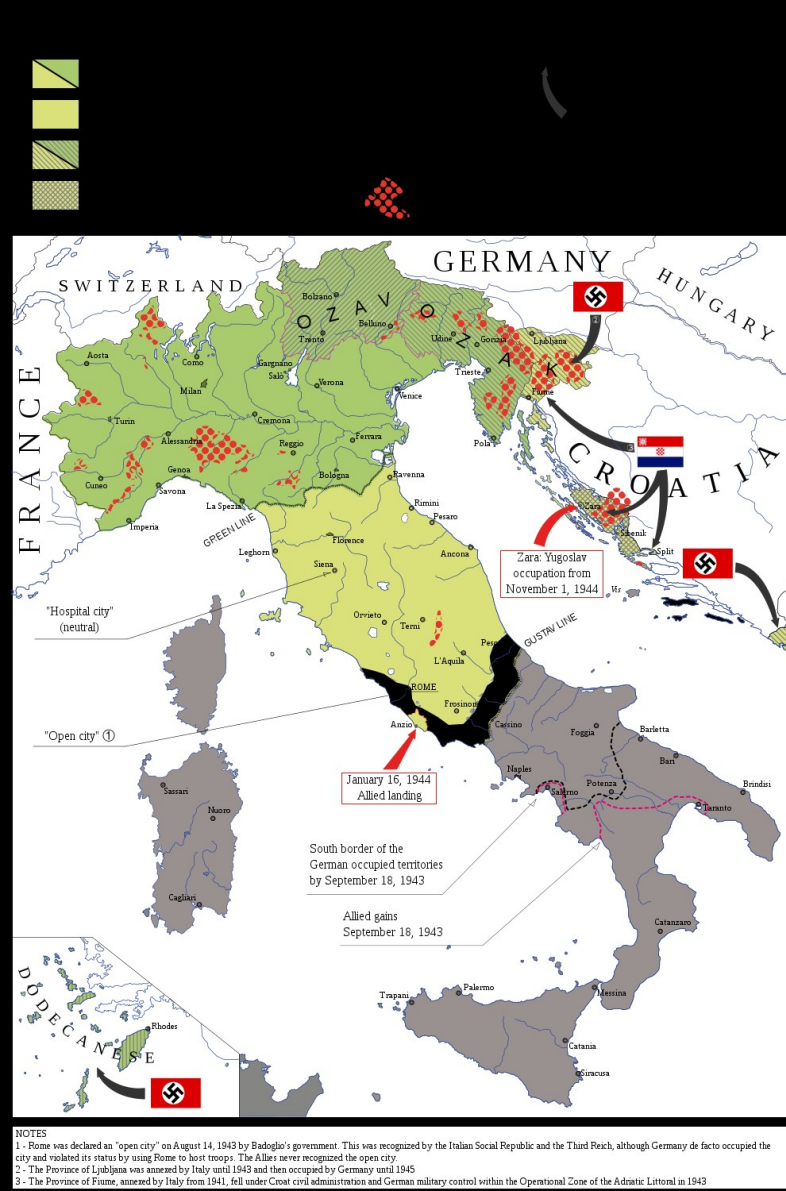 GERMANY
SWITZERLAND
HUNGARY
FRANCE
CROATIA
OZAV
OZAK
Bolzano
Trento
Belluno
Udine
Gorizia
Ljubljana
2
Aosta
Como
Gargnano
Salò
Verona
Venice
Trieste
Fiume
Milan
Turin
Cremona
Pola
3
Alessandria
Reggio
Ferrara
Cuneo
Genoa
Savona
Bologna
Ravenna
Imperia
La Spezia
Rimini
Pesaro
Zara
Sibenik
Split
GREEN LINE
Florence
Leghorn
Siena
Ancona
Zara: Yugoslav
occupation from
November 1, 1944
Vis
"Hospital city"
(neutral)
Orvieto
Terni
L'Aquila
Pesc
GUSTAV LINE
ROME
Frosinone
"Open city" ①
Anzio
Cassino
Foggia
Barletta
Bari
January 16, 1944
Allied landing
Naples
Salerno
Potenza
Brindisi
Taranto
Sassari
Nuoro
Cagliari
South border of the
German occupied territories
by September 18, 1943
Allied gains
September 18, 1943
Catanzaro
Trapani
Palermo
Messina
Catania
Siracusa
DODECANESE
Rhodes
NOTES
1 - Rome was declared an "open city" on August 14, 1943 by Badoglio's government. This was recognized by the Italian Social Republic and the Third Reich, although Germany de facto occupied the
city and violated its status by using Rome to host troops. The Allies never recognized the open city.
2 - The Province of Ljubljana was annexed by Italy until 1943 and then occupied by Germany until 1945
3 - The Province of Fiume, annexed by Italy from 1941, fell under Croat civil administration and German military control within the Operational Zone of the Adriatic Littoral in 1943